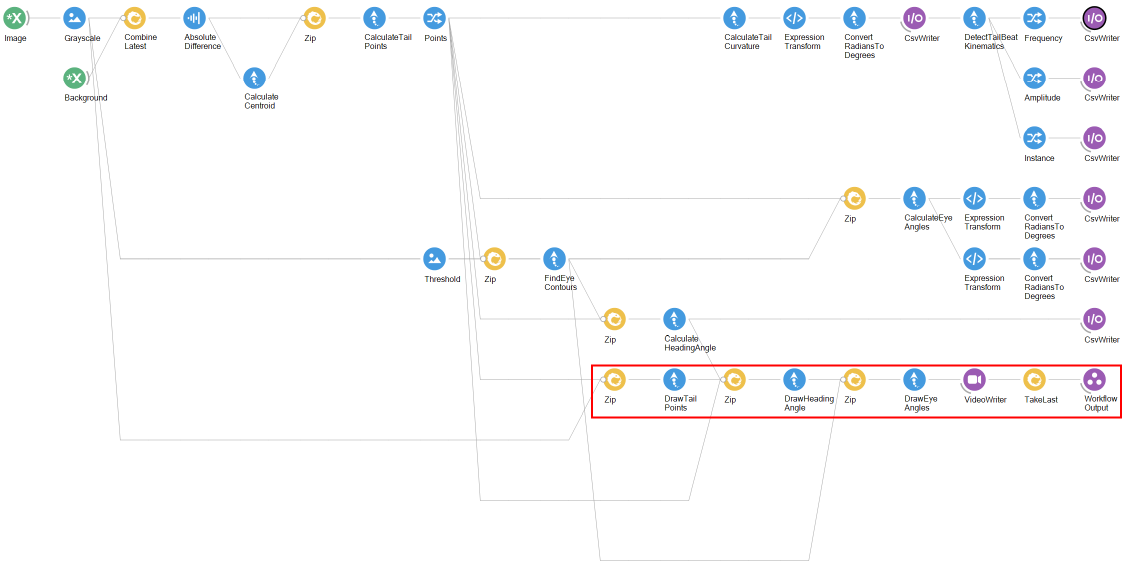 Image
Grayscale
Combine
Latest
Absolute
Difference
Zip
CalculateTail
Points
Points
CalculateTail
Curvature
Expression
Transform
Convert
RadiansTo
Degrees
CsvWriter
DetectTailBeat
Kinematics
Frequency
CsvWriter
Background
Calculate
Centroid
Amplitude
CsvWriter
Instance
CsvWriter
Zip
CalculateEye
Angles
Expression
Transform
Convert
RadiansTo
Degrees
CsvWriter
Threshold
Zip
FindEye
Contours
Expression
Transform
Convert
RadiansTo
Degrees
CsvWriter
Zip
Calculate
HeadingAngle
CsvWriter
Zip
DrawTail
Points
Zip
DrawHeading
Angle
Zip
DrawEye
Angles
VideoWriter
TakeLast
Workflow
Output